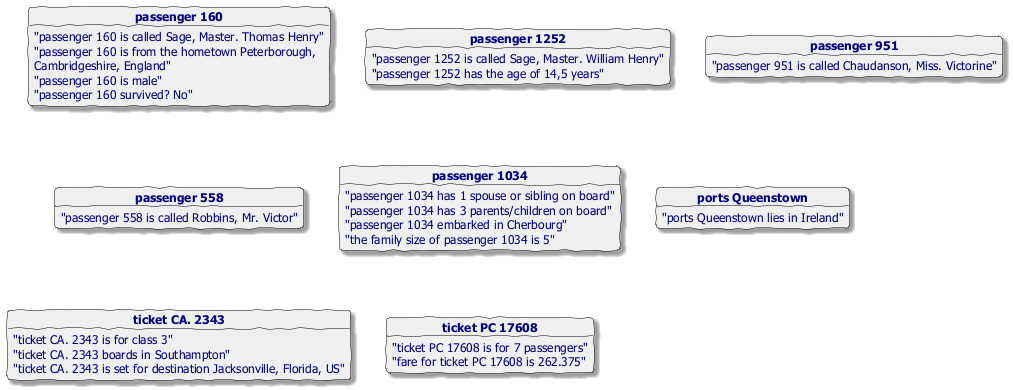 passenger 160
"passenger 160 is called Sage, Master. Thomas Henry"
"passenger 160 is from the hometown Peterborough,
Cambridgeshire, England"
"passenger 160 is male"
"passenger 160 survived? No"
passenger 1252
"passenger 1252 is called Sage, Master. William Henry"
"passenger 1252 has the age of 14,5 years"
passenger 951
"passenger 951 is called Chaudanson, Miss. Victorine"
passenger 558
"passenger 558 is called Robbins, Mr. Victor"
passenger 1034
"passenger 1034 has 1 spouse or sibling on board"
"passenger 1034 has 3 parents/children on board"
"passenger 1034 embarked in Cherbourg"
"the family size of passenger 1034 is 5"
ports Queenstown
"ports Queenstown lies in Ireland"
ticket CA. 2343
"ticket CA. 2343 is for class 3"
"ticket CA. 2343 boards in Southampton"
"ticket CA. 2343 is set for destination Jacksonville, Florida, US"
ticket PC 17608
"ticket PC 17608 is for 7 passengers"
"fare for ticket PC 17608 is 262.375"